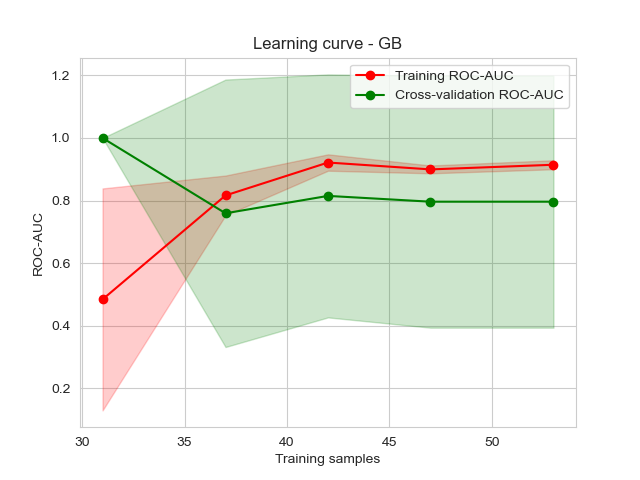 Learning curve - GB
Training ROC-AUC
Cross-validation ROC-AUC
1.2
1.0
0.8
0.6
0.4
0.2
ROC-AUC
30
35
40
45
50
Training samples